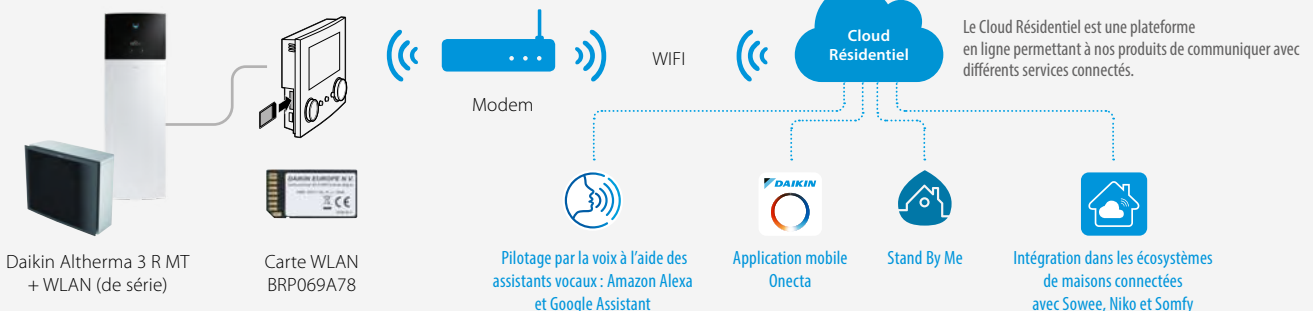 Cloud
Résidentiel
Le Cloud Résidentiel est une plateforme
en ligne permettant à nos produits de communiquer avec
différents services connectés.
WIFI
Modem
DAIKIN EUROPE N.V.
DAIKIN
Daikin Altherma 3 R MT
+ WLAN (de série)
Carte WLAN
BRP069A78
Pilotage par la voix à l'aide des
assistants vocaux : Amazon Alexa
et Google Assistant
Application mobile
Onecta
Stand By Me
Intégration dans les écosystèmes
de maisons connectées
avec Sowee, Niko et Somfy